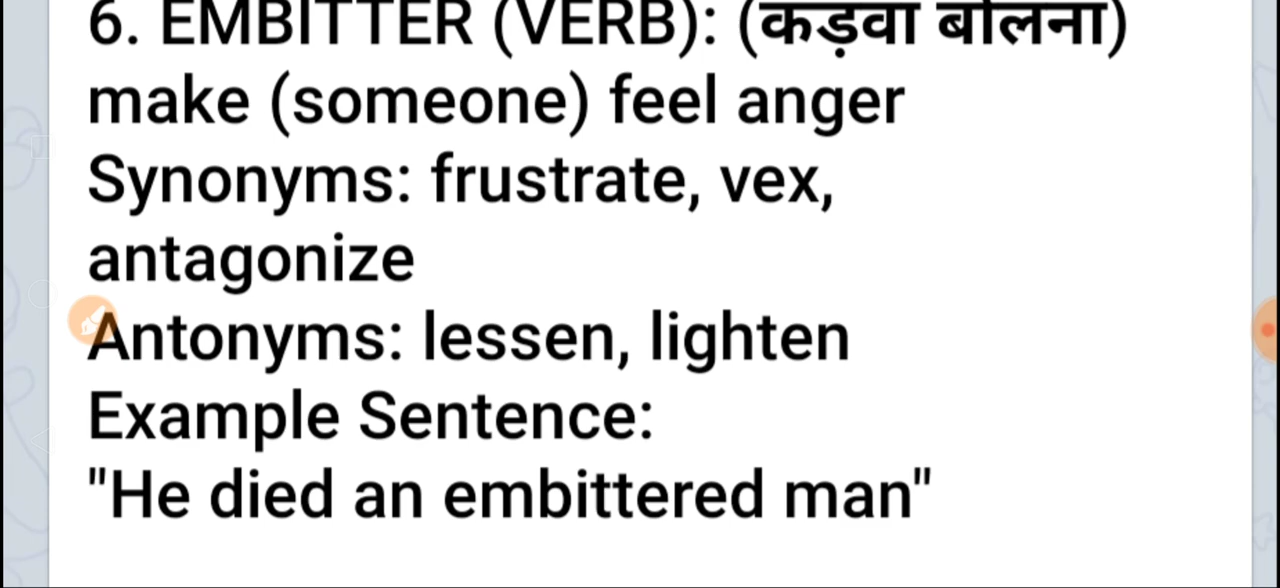 6. EMBITTER (VERB): (कड़वा बोलना)
make (someone) feel anger
Synonyms: frustrate, vex,
antagonize
Antonyms: lessen, lighten
Example Sentence:
"He died an embittered man"